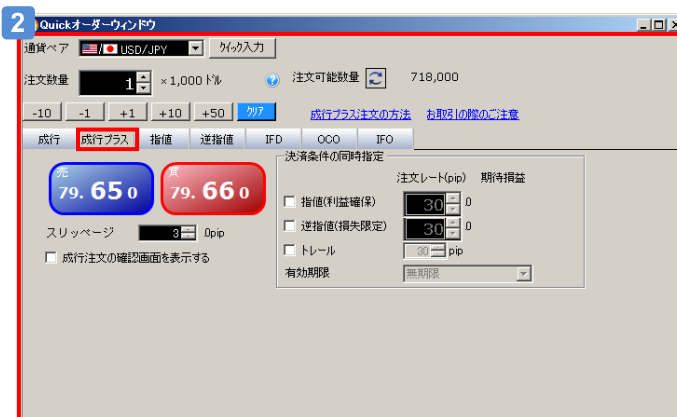 2
Quickオーダーウィンドウ
通貨ペア USD/JPY クイック入力
注文数量 1 ×1,000ドル ? 注文可能数量 718,000
-10 -1 +1 +10 +50 クリア 成行プラス注文の方法 お取引の際のご注意
成行 成行プラス 指値 逆指値 IFD OCO IFO
決済条件の同時指定
売 買
79. 65 0 79. 66 0
注文レート(pip) 期待損益
指値(利益確保) 30 .0
逆指値(損失限定) 30 .0
スリッページ 3 .0pip
トレール 30 pip
成行注文の確認画面を表示する
有効期限 無期限